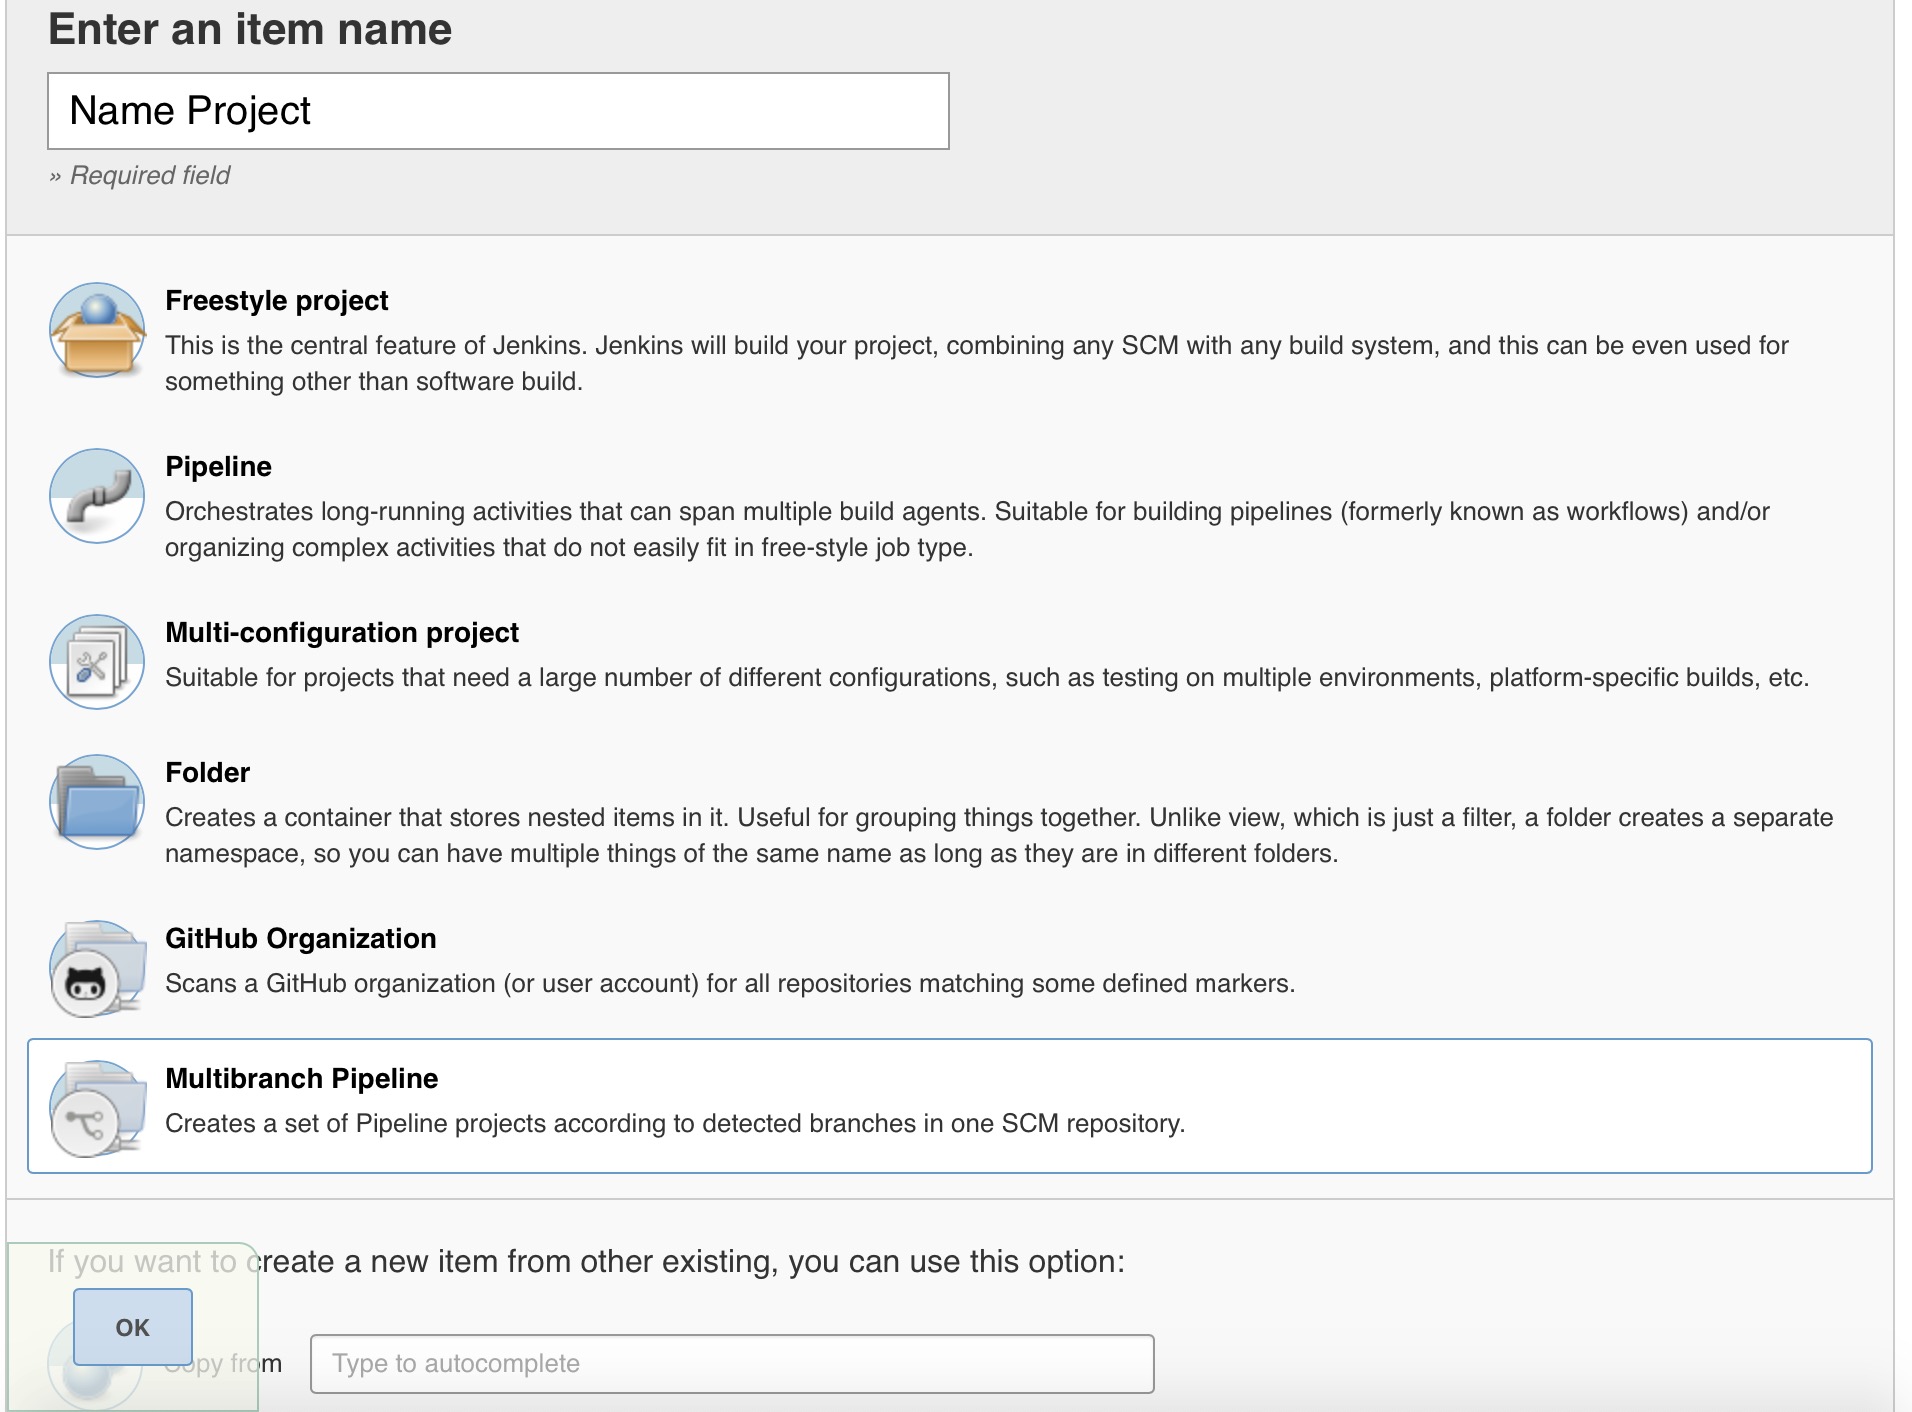 Enter an item name
Name Project
» Required field
Freestyle project
This is the central feature of Jenkins. Jenkins will build your project, combining any SCM with any build system, and this can be even used for
something other than software build.
Pipeline
Orchestrates long-running activities that can span multiple build agents. Suitable for building pipelines (formerly known as workflows) and/or
organizing complex activities that do not easily fit in free-style job type.
Multi-configuration project
Suitable for projects that need a large number of different configurations, such as testing on multiple environments, platform-specific builds, etc.
Folder
Creates a container that stores nested items in it. Useful for grouping things together. Unlike view, which is just a filter, a folder creates a separate
namespace, so you can have multiple things of the same name as long as they are in different folders.
GitHub Organization
Scans a GitHub organization (or user account) for all repositories matching some defined markers.
Multibranch Pipeline
Creates a set of Pipeline projects according to detected branches in one SCM repository.
If you want to create a new item from other existing, you can use this option:
OK
Copy from
Type to autocomplete